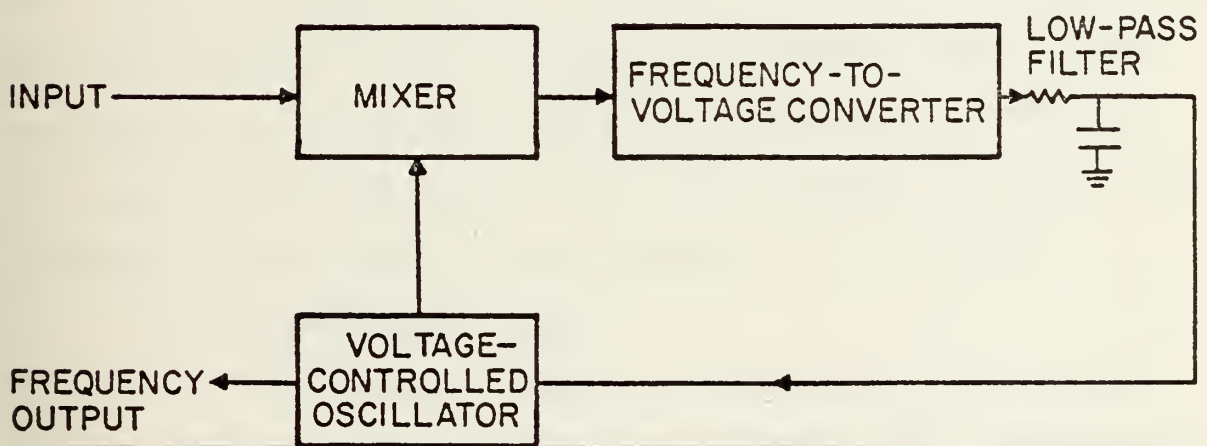 LOW-PASS
FILTER
INPUT
MIXER
FREQUENCY-TO-
VOLTAGE CONVERTER
VOLTAGE-
CONTROLLED
OSCILLATOR
FREQUENCY
OUTPUT